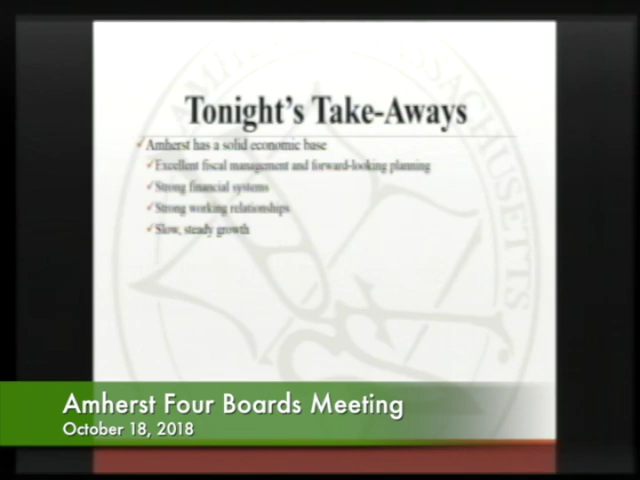 Tonight's Take-Aways
✓Amherst has a solid economic base
✓Excellent fiscal management and forward-looking planning
✓Strong financial systems
✓Strong working relationships
✓Slow, steady growth
Amherst Four Boards Meeting
October 18, 2018